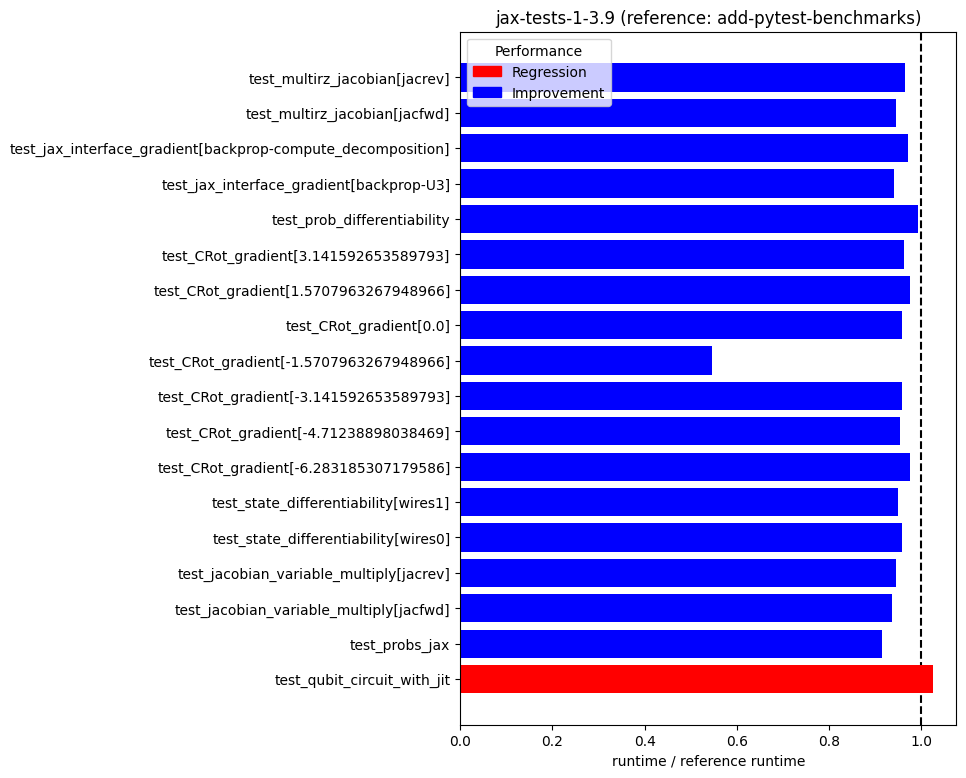 jax-tests-1-3.9 (reference: add-pytest-benchmarks)
Performance
Regression
Improvement
test_multirz_jacobian[jacrev]
test_multirz_jacobian[jacfwd]
test_jax_interface_gradient[backprop-compute_decomposition]
test_jax_interface_gradient[backprop-U3]
test_prob_differentiability
test_CRot_gradient[3.141592653589793]
test_CRot_gradient[1.5707963267948966]
test_CRot_gradient[0.0]
test_CRot_gradient[-1.5707963267948966]
test_CRot_gradient[-3.141592653589793]
test_CRot_gradient[-4.71238898038469]
test_CRot_gradient[-6.283185307179586]
test_state_differentiability[wires1]
test_state_differentiability[wires0]
test_jacobian_variable_multiply[jacrev]
test_jacobian_variable_multiply[jacfwd]
test_probs_jax
test_qubit_circuit_with_jit
0.0 0.2 0.4 0.6 0.8 1.0
runtime / reference runtime